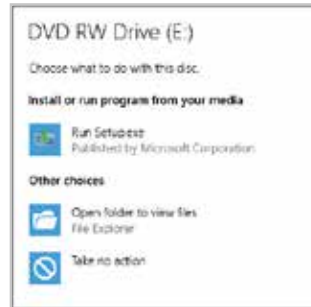 DVD RW Drive (E:)
Choose what to do with this disc.
Install or run program from your media
Run Setup.exe
Published by Microsoft Corporation
Other choices
Open folder to view files
File Explorer
Take no action